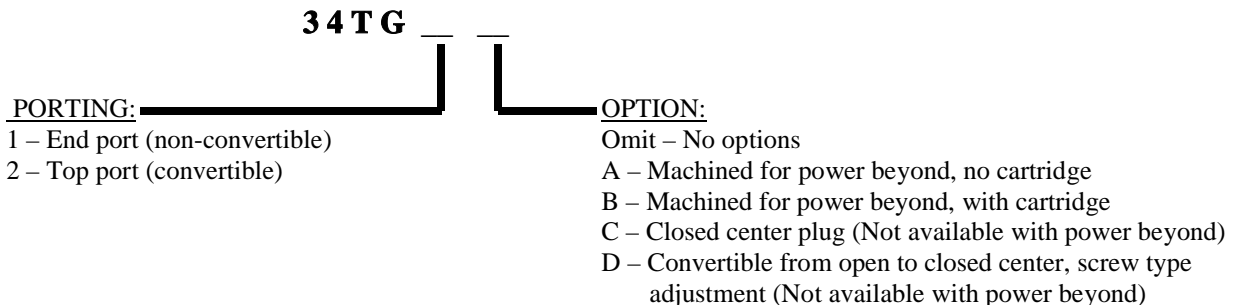 34TG __ __
PORTING:
1 – End port (non-convertible)
2 – Top port (convertible)
OPTION:
Omit – No options
A – Machined for power beyond, no cartridge
B – Machined for power beyond, with cartridge
C – Closed center plug (Not available with power beyond)
D – Convertible from open to closed center, screw type
adjustment (Not available with power beyond)